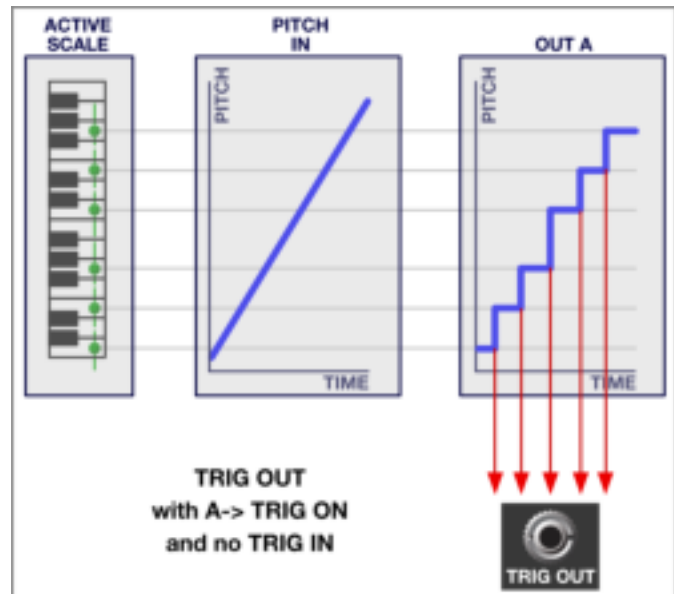 ACTIVE
SCALE
PITCH
IN
OUT A
PITCH
PITCH
TIME
TIME
TRIG OUT
with A-> TRIG ON
and no TRIG IN
TRIG OUT